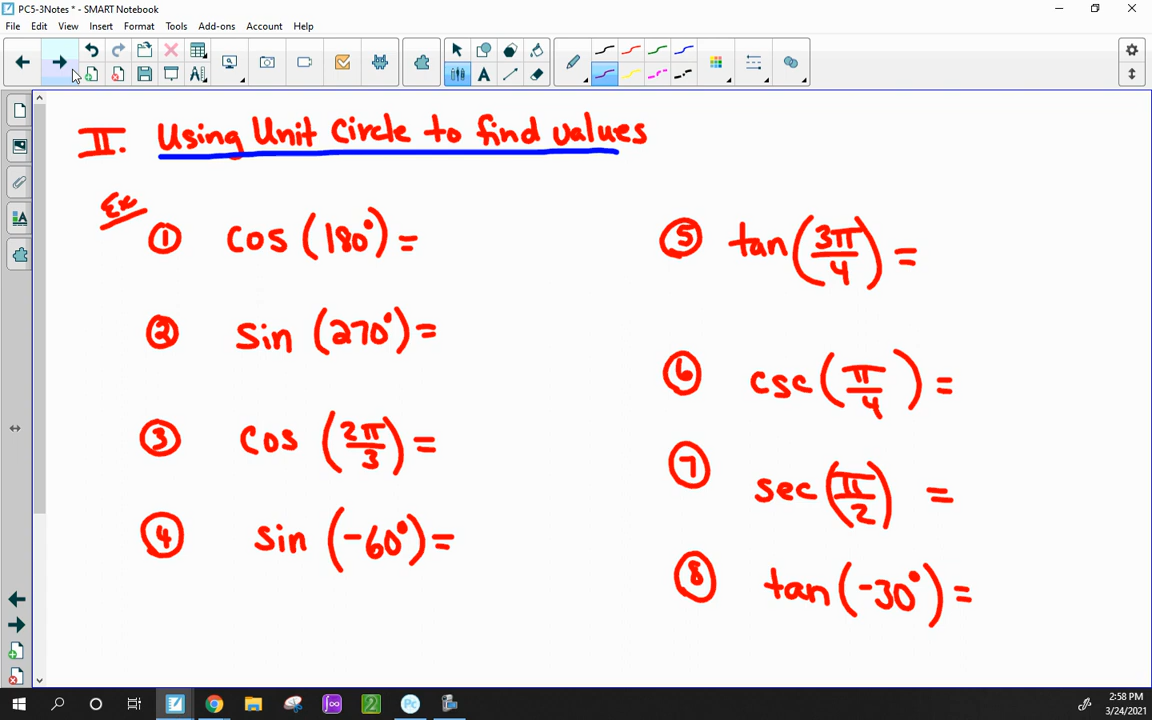 PC5-3Notes * - SMART Notebook
File Edit View Insert Format Tools Add-ons Account Help
II. Using Unit Circle to find values
Ex
① cos (180°) =
② sin (270°) =
③ cos (2π/3) =
④ sin (-60°) =
⑤ tan (3π/4) =
⑥ csc (π/4) =
⑦ sec (π/2) =
⑧ tan (-30°) =
2:58 PM
3/24/2021